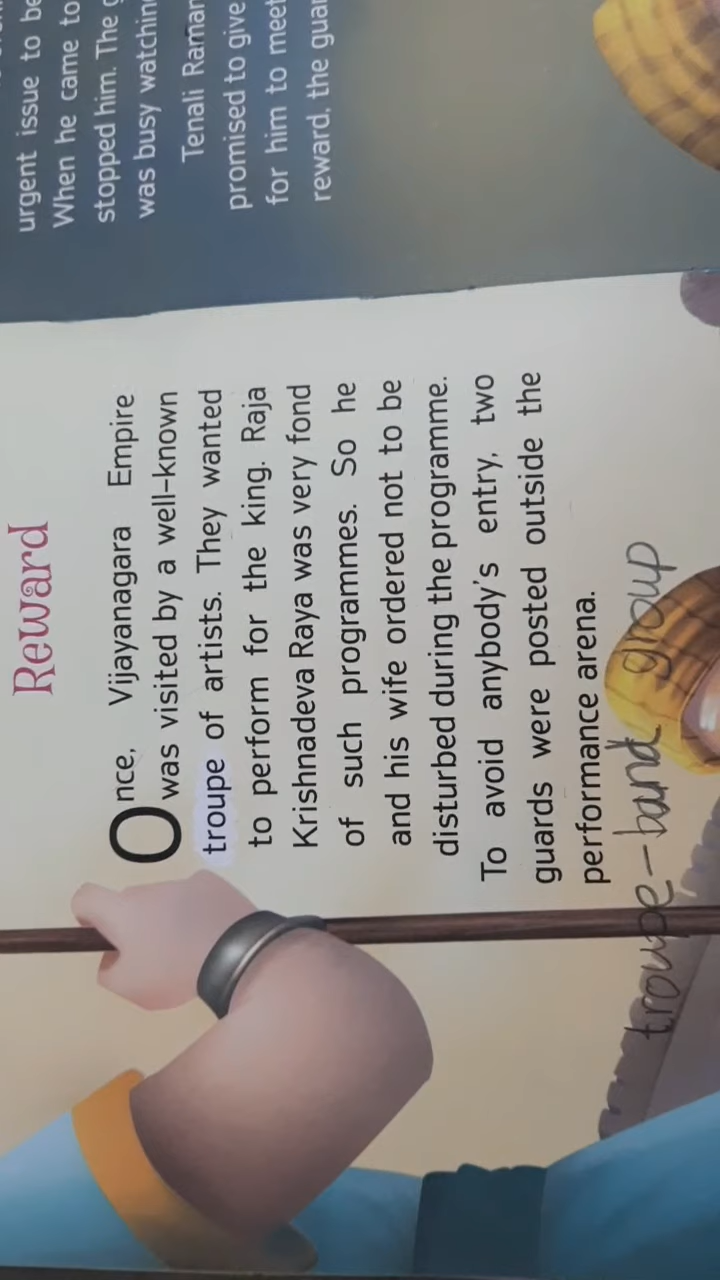 Reward
Once, Vijayanagara Empire
was visited by a well-known
troupe of artists. They wanted
to perform for the king. Raja
Krishnadeva Raya was very fond
of such programmes. So he
and his wife ordered not to be
disturbed during the programme.
To avoid anybody's entry, two
guards were posted outside the
performance arena.
troupe – band group
urgent issue to be
When he came to
stopped him. The
was busy watching
Tenali Raman
promised to give
for him to meet
reward, the